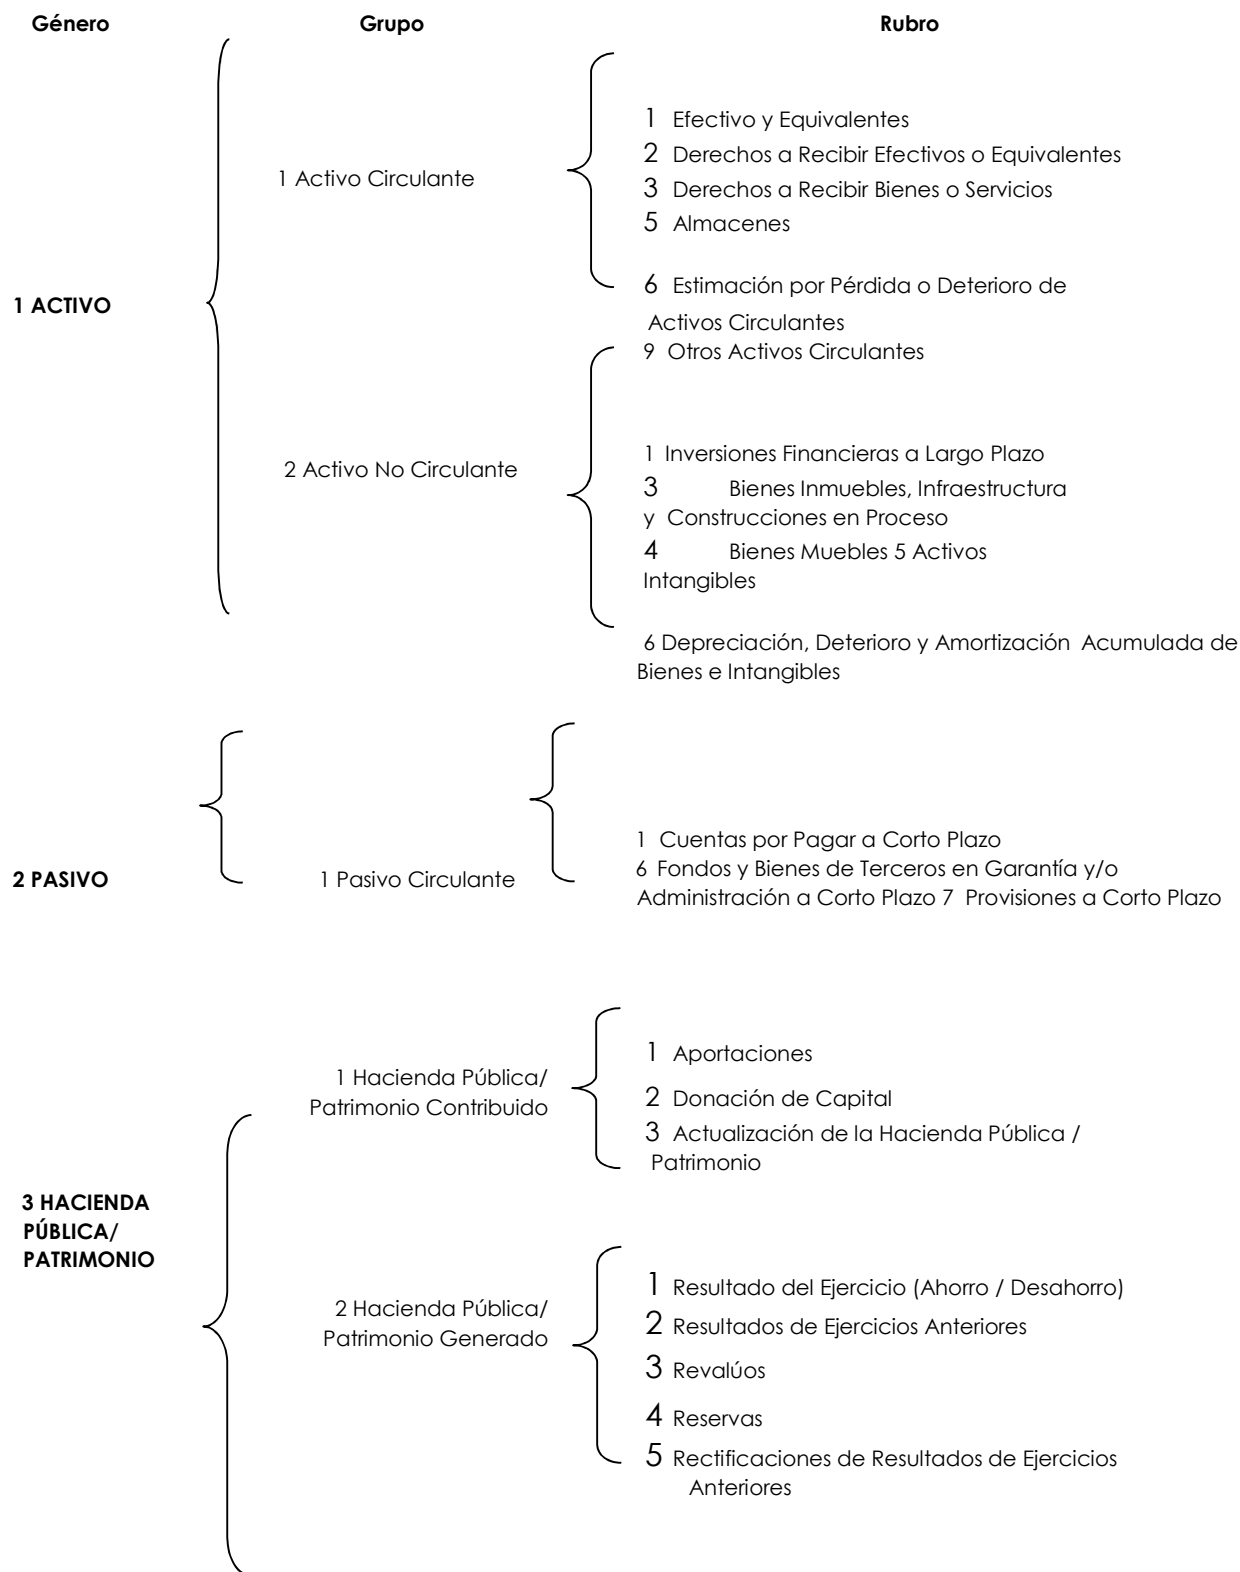 Género Grupo Rubro
1 Efectivo y Equivalentes
2 Derechos a Recibir Efectivos o Equivalentes
1 Activo Circulante
3 Derechos a Recibir Bienes o Servicios
5 Almacenes
6 Estimación por Pérdida o Deterioro de
1 ACTIVO
Activos Circulantes
9 Otros Activos Circulantes
1 Inversiones Financieras a Largo Plazo
2 Activo No Circulante
3 Bienes Inmuebles, Infraestructura
y Construcciones en Proceso
4 Bienes Muebles 5 Activos
Intangibles
6 Depreciación, Deterioro y Amortización Acumulada de
Bienes e Intangibles
1 Cuentas por Pagar a Corto Plazo
6 Fondos y Bienes de Terceros en Garantía y/o
2 PASIVO
1 Pasivo Circulante
Administración a Corto Plazo 7 Provisiones a Corto Plazo
1 Aportaciones
1 Hacienda Pública/
Patrimonio Contribuido
2 Donación de Capital
3 Actualización de la Hacienda Pública /
Patrimonio
3 HACIENDA
PÚBLICA/
PATRIMONIO
1 Resultado del Ejercicio (Ahorro / Desahorro)
2 Hacienda Pública/
Patrimonio Generado
2 Resultados de Ejercicios Anteriores
3 Revalúos
4 Reservas
5 Rectificaciones de Resultados de Ejercicios
Anteriores